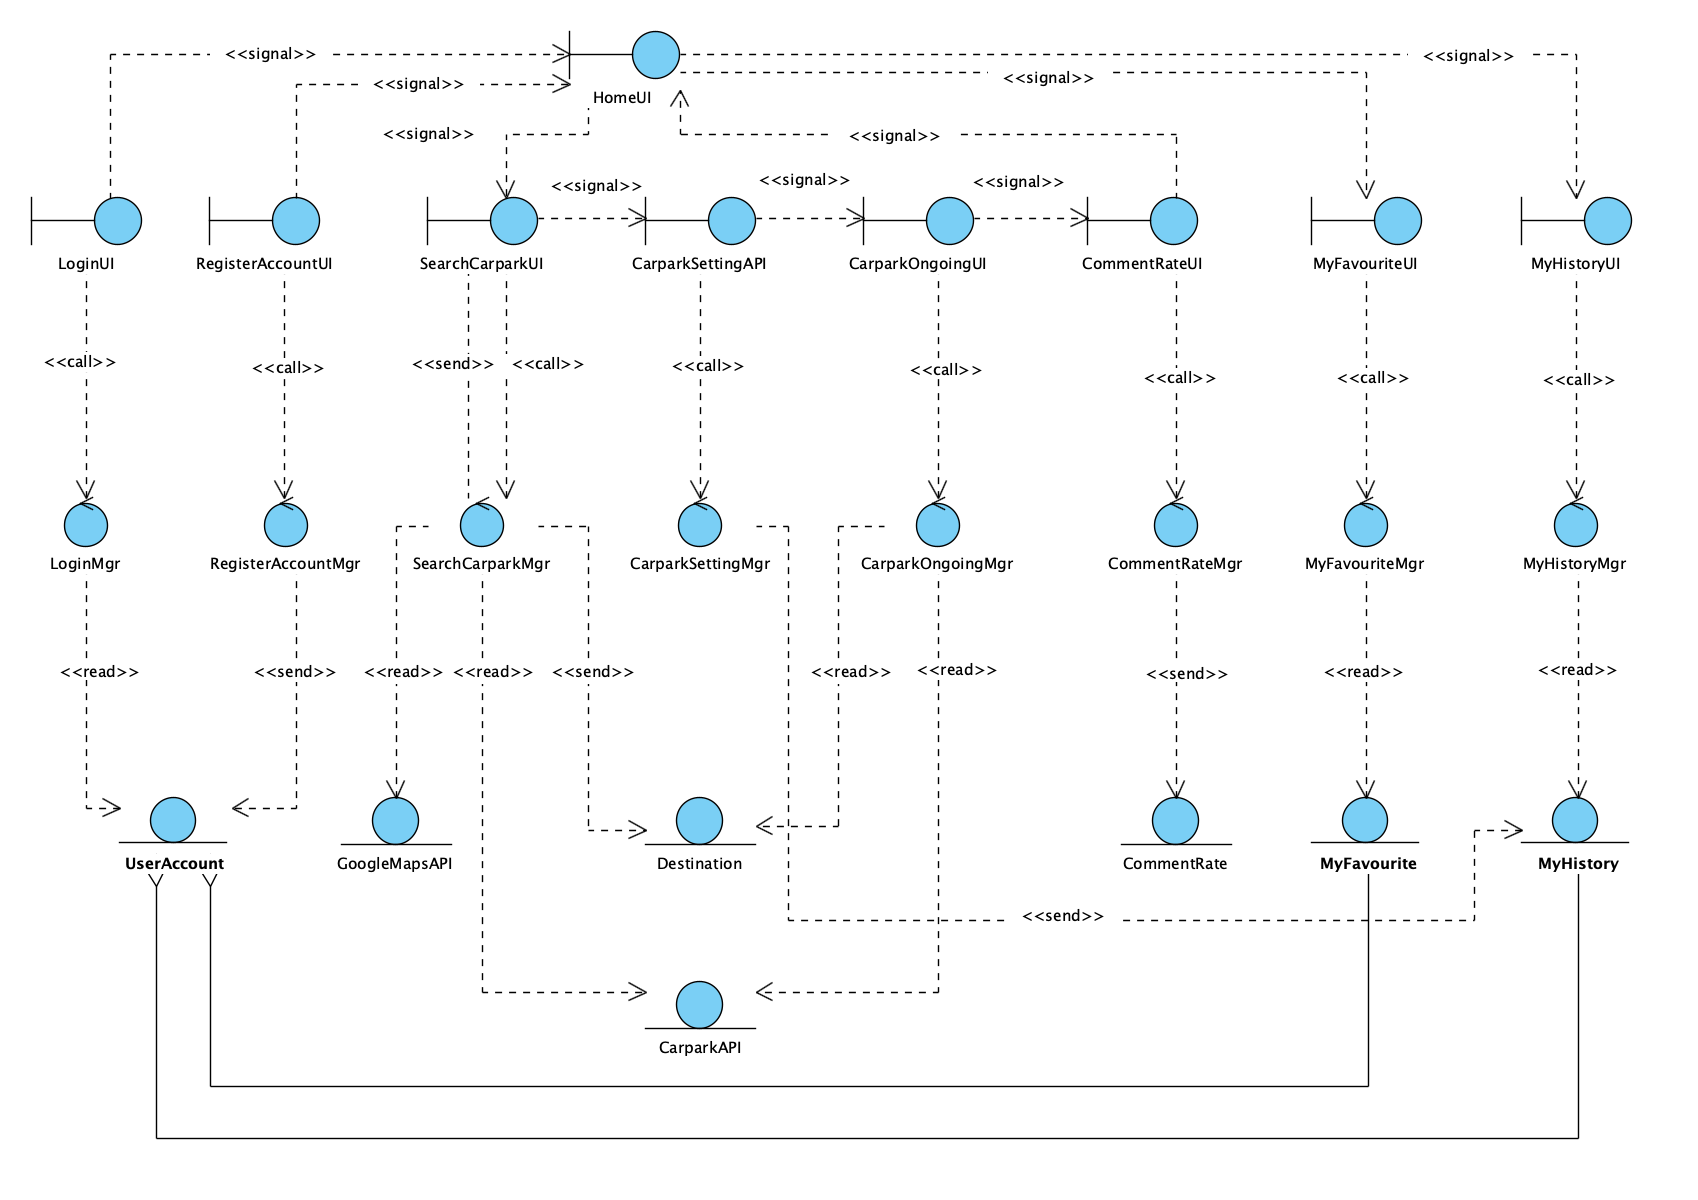 <<signal>>
<<signal>>
<<signal>>
<<signal>>
<<signal>>
HomeUI
<<signal>>
<<signal>>
<<signal>>
<<signal>>
<<signal>>
LoginUI
RegisterAccountUI
SearchCarparkUI
CarparkSettingAPI
CarparkOngoingUI
CommentRateUI
MyFavouriteUI
MyHistoryUI
<<call>>
<<call>>
<<send>>
<<call>>
<<call>>
<<call>>
<<call>>
<<call>>
<<call>>
LoginMgr
RegisterAccountMgr
SearchCarparkMgr
CarparkSettingMgr
CarparkOngoingMgr
CommentRateMgr
MyFavouriteMgr
MyHistoryMgr
<<read>>
<<send>>
<<read>>
<<read>>
<<send>>
<<read>>
<<read>>
<<send>>
<<read>>
<<read>>
UserAccount
GoogleMapsAPI
Destination
CommentRate
MyFavourite
MyHistory
<<send>>
CarparkAPI